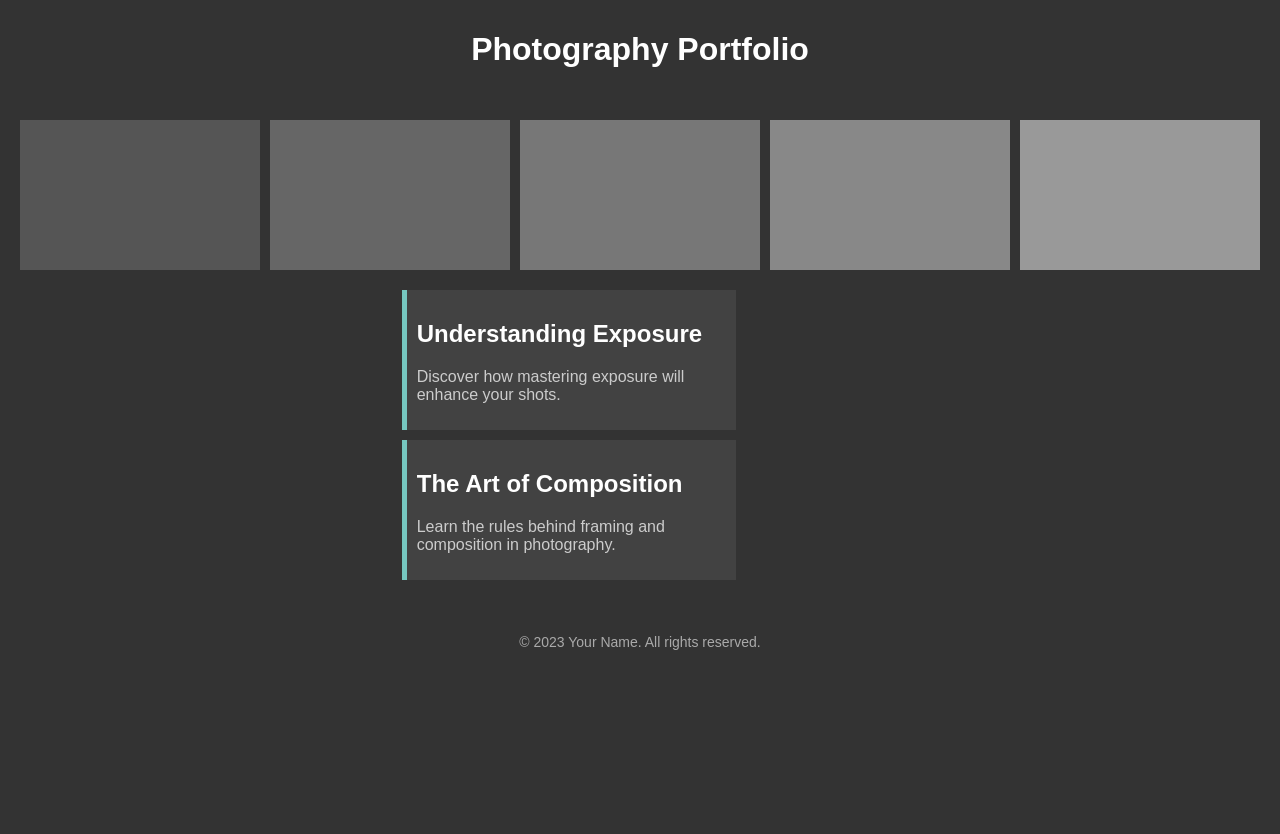 Photography Portfolio
Understanding Exposure
Discover how mastering exposure will
enhance your shots.
The Art of Composition
Learn the rules behind framing and
composition in photography.
© 2023 Your Name. All rights reserved.